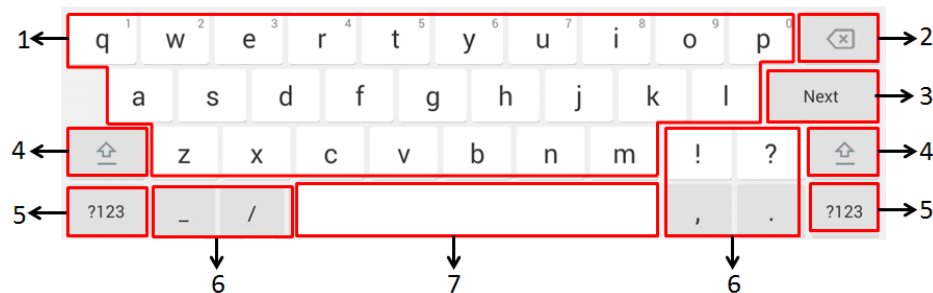 1 q 1 w 2 e 3 r 4 t 5 y 6 u 7 i 8 o 9 p 0 2
a s d f g h j k l Next 3
4 z x c v b n m ! ? 4
5 ?123 _ / , . ?123 5
6 7 6